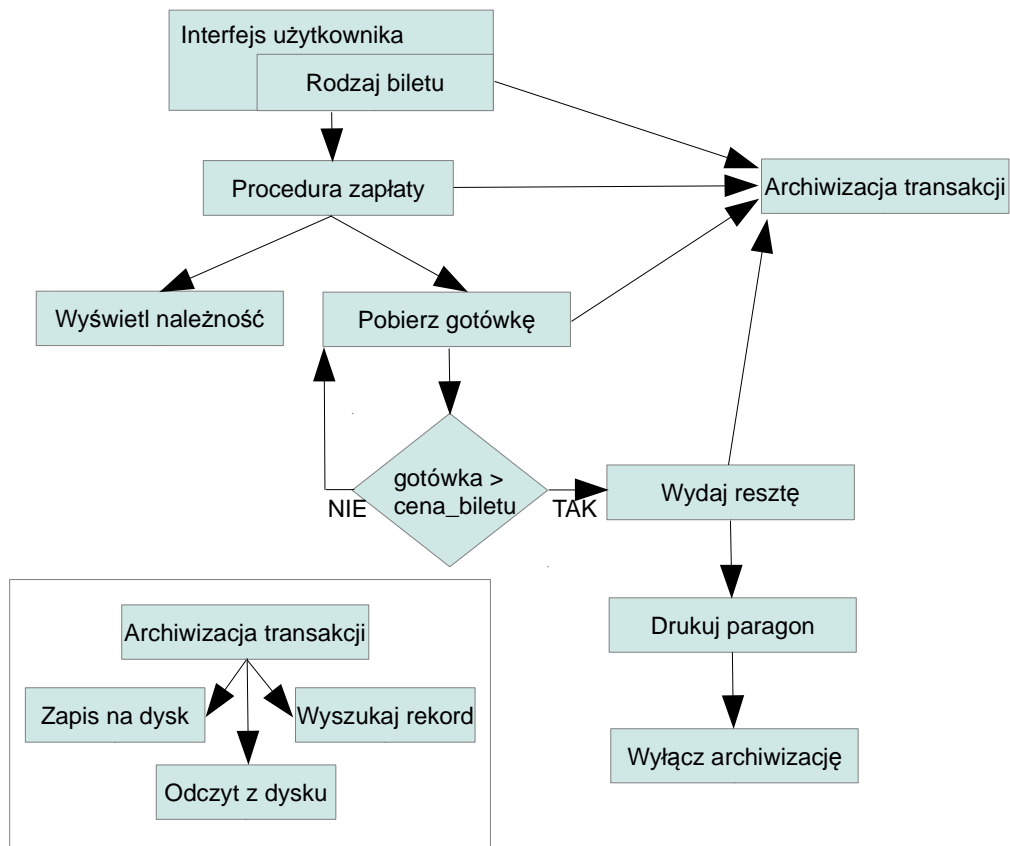 Interfejs użytkownika
Rodzaj biletu
Procedura zapłaty
Archiwizacja transakcji
Wyświetl należność
Pobierz gotówkę
gotówka >
cena_biletu
NIE
TAK
Wydaj resztę
Drukuj paragon
Wyłącz archiwizację
Archiwizacja transakcji
Zapis na dysk
Wyszukaj rekord
Odczyt z dysku